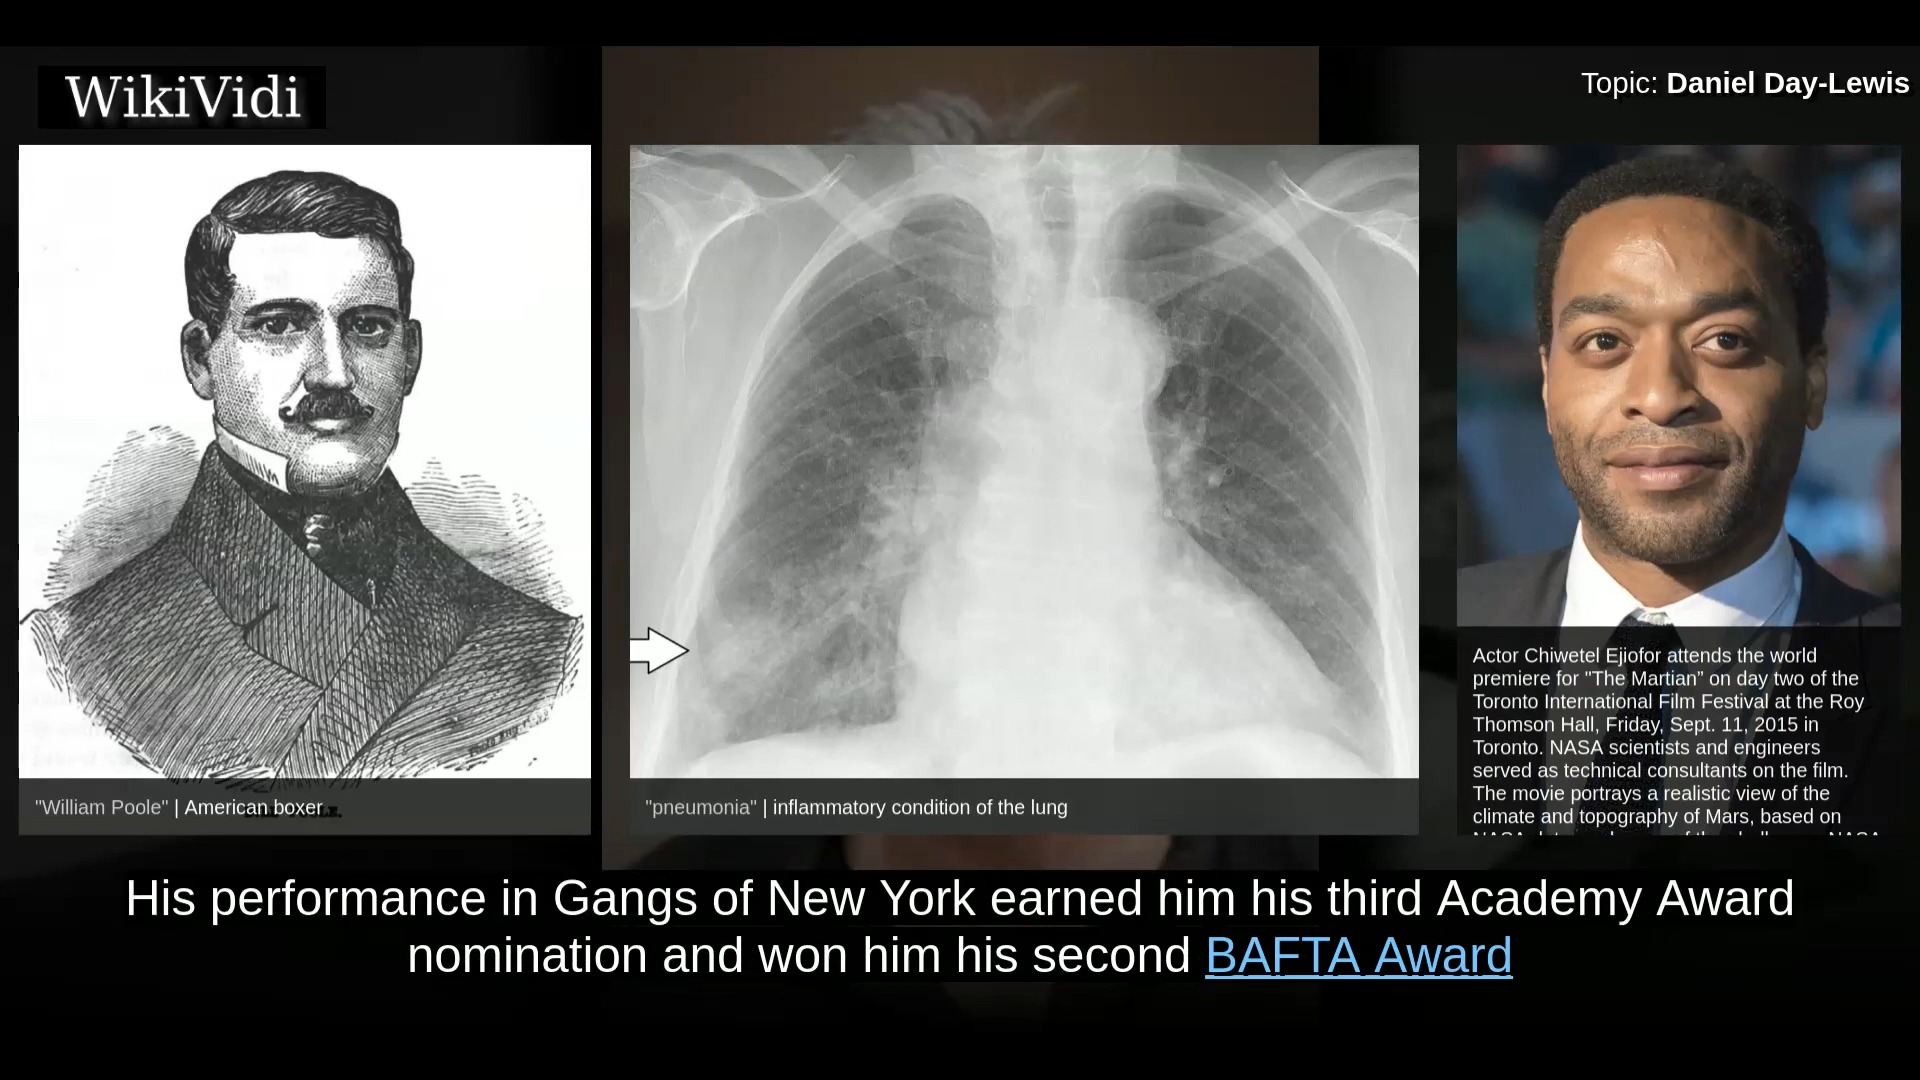 WikiVidi
Topic: Daniel Day-Lewis
"William Poole" | American boxer
"pneumonia" | inflammatory condition of the lung
Actor Chiwetel Ejiofor attends the world
premiere for "The Martian” on day two of the
Toronto International Film Festival at the Roy
Thomson Hall, Friday, Sept. 11, 2015 in
Toronto. NASA scientists and engineers
served as technical consultants on the film.
The movie portrays a realistic view of the
climate and topography of Mars, based on
His performance in Gangs of New York earned him his third Academy Award
nomination and won him his second BAFTA Award